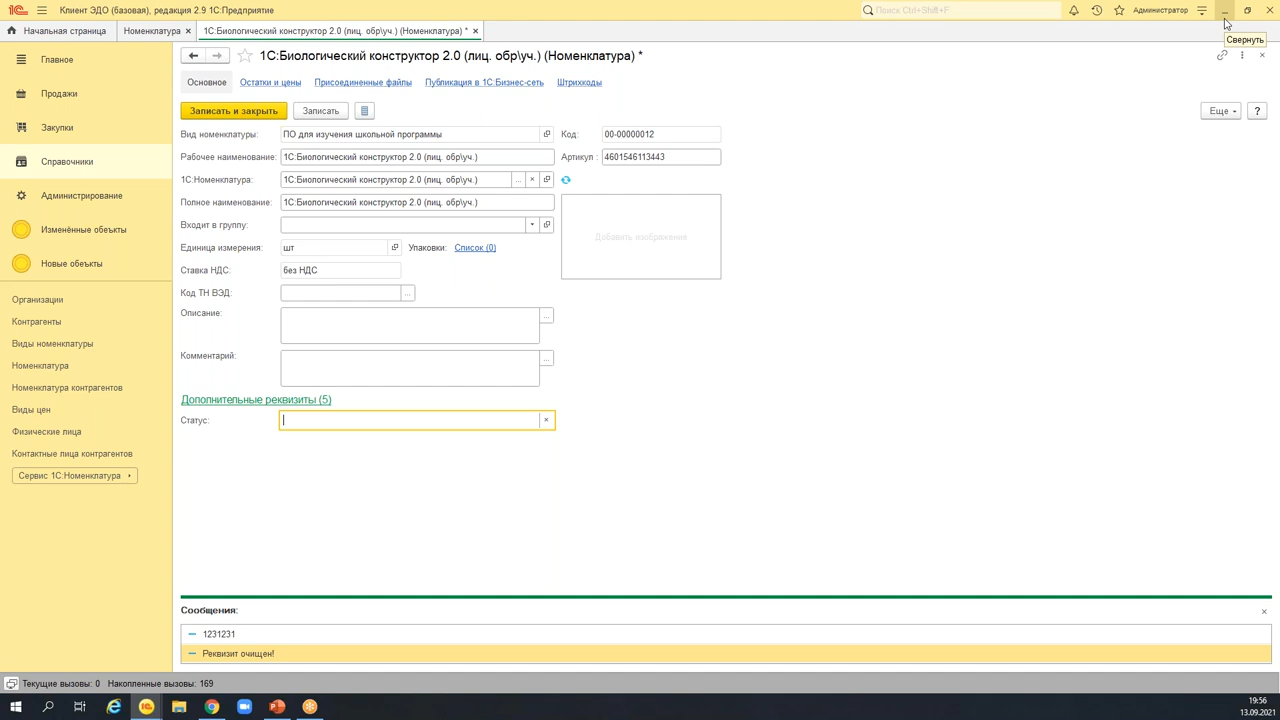 Клиент ЭДО (базовая), редакция 2.9 1С:Предприятие
Поиск Ctrl+Shift+F
Администратор
Начальная страница
Номенклатура ×
1С:Биологический конструктор 2.0 (лиц. обр\уч.) (Номенклатура) * ×
Свернуть
Главное
Продажи
Закупки
Справочники
Администрирование
Изменённые обекты
Новые обекты
Организации
Контрагенты
Виды номенклатуры
Номенклатура
Номенклатура контрагентов
Виды цен
Физические лица
Контактные лица контрагентов
Сервис 1С:Номенклатура
1С:Биологический конструктор 2.0 (лиц. обр\уч.) (Номенклатура) *
Основное
Остатки и цены
Присоединенные файлы
Публикация в 1С:Бизнес-сеть
Штрихкоды
Записать и закрыть
Записать
Еще
?
Вид номенклатуры: ПО для изучения школьной программы
Код: 00-00000012
Рабочее наименование: 1С:Биологический конструктор 2.0 (лиц. обр\уч.)
Артикул : 4601546113443
1С:Номенклатура: 1С:Биологический конструктор 2.0 (лиц. обр\уч.) ... ×
Полное наименование: 1С:Биологический конструктор 2.0 (лиц. обр\уч.)
Входит в группу:
Добавить изображение
Единица измерения: шт
Упаковки: Список (0)
Ставка НДС: без НДС
Код ТН ВЭД: ...
Описание: ...
Комментарий: ...
Дополнительные реквизиты (5)
Статус: ×
Сообщения:
1231231
Реквизит очищен!
Текущие вызовы: 0 Накопленные вызовы: 169
19:56
13.09.2021